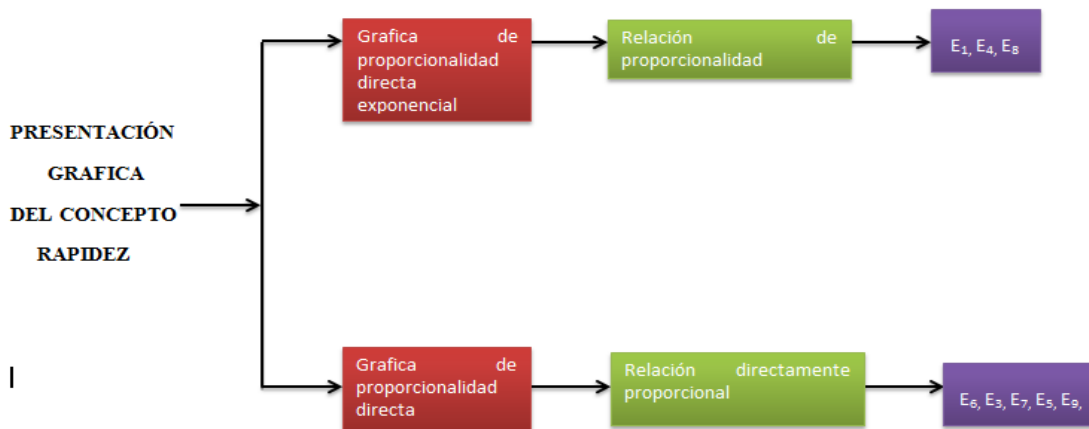 PRESENTACIÓN
GRAFICA
DEL CONCEPTO
RAPIDEZ
Grafica de
proporcionalidad
directa
exponencial
Relación de
proporcionalidad
E₁, E₄, E₈
Grafica de
proporcionalidad
directa
Relación directamente
proporcional
E₆, E₃, E₇, E₅, E₉,